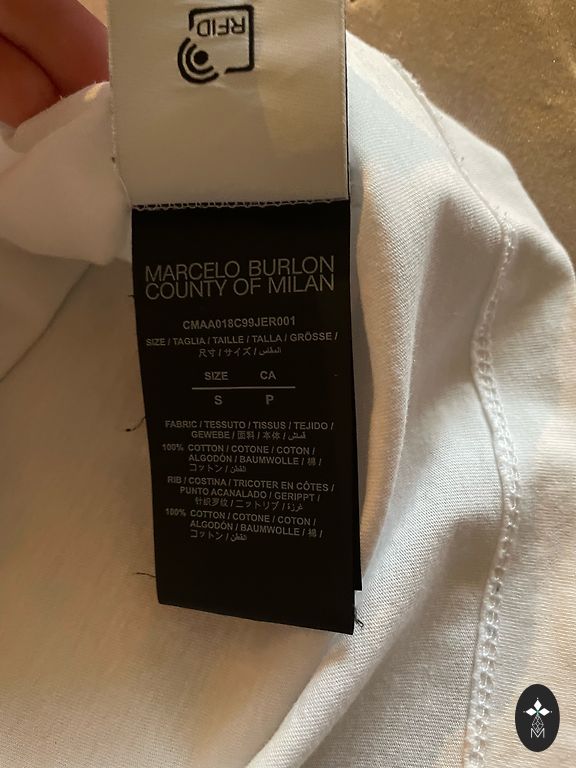 RFID
MARCELO BURLON
COUNTY OF MILAN
CMAA018C99JER001
SIZE / TAGLIA / TAILLE / TALLA / GRÖSSE /
尺寸 / サイズ / المقاس /
SIZE CA
S P
FABRIC / TESSUTO / TISSUS / TEJIDO /
GEWEBE / 面料 / 本体 / قماش /
100% COTTON / COTONE / COTON /
ALGODÓN / BAUMWOLLE / 棉 /
コットン / القطن /
RIB / COSTINA / TRICOTER EN CÔTES /
PUNTO ACANALADO / GERIPPT /
针织罗纹 / ニットリブ / غرزة /
100% COTTON / COTONE / COTON /
ALGODÓN / BAUMWOLLE / 棉 /
コットン / القطن /
M